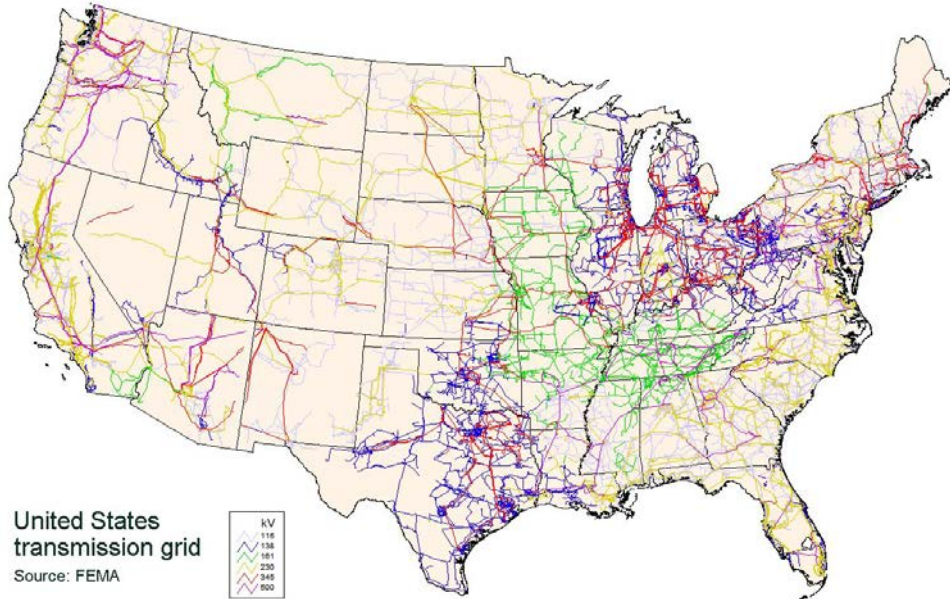 United States
transmission grid
Source: FEMA
kV
115
138
161
230
345
500